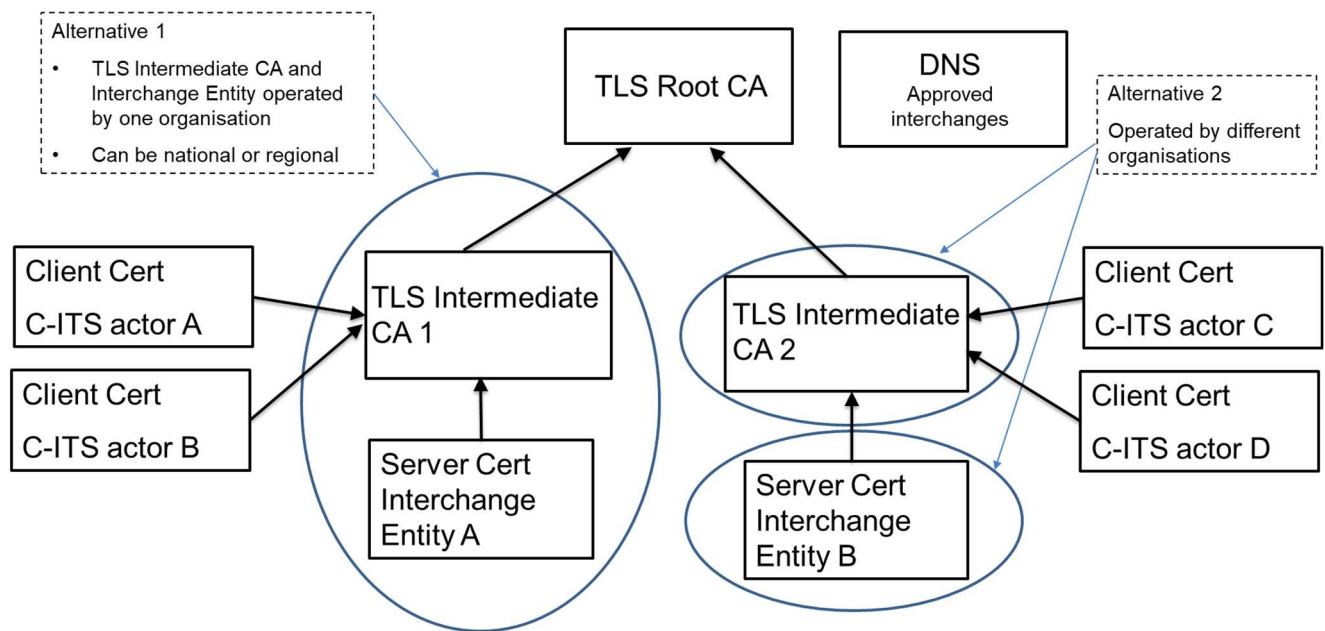 Alternative 1
• TLS Intermediate CA and
Interchange Entity operated
by one organisation
• Can be national or regional
TLS Root CA
DNS
Approved
interchanges
Alternative 2
Operated by different
organisations
Client Cert
C-ITS actor A
Client Cert
C-ITS actor B
TLS Intermediate
CA 1
Server Cert
Interchange
Entity A
TLS Intermediate
CA 2
Server Cert
Interchange
Entity B
Client Cert
C-ITS actor C
Client Cert
C-ITS actor D